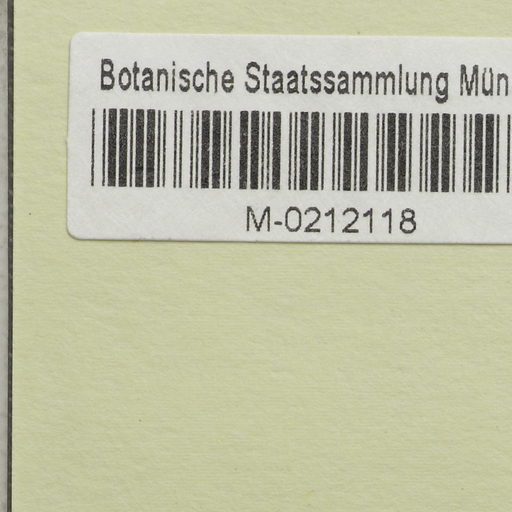 Botanische Staatssammlung Mün
M-0212118